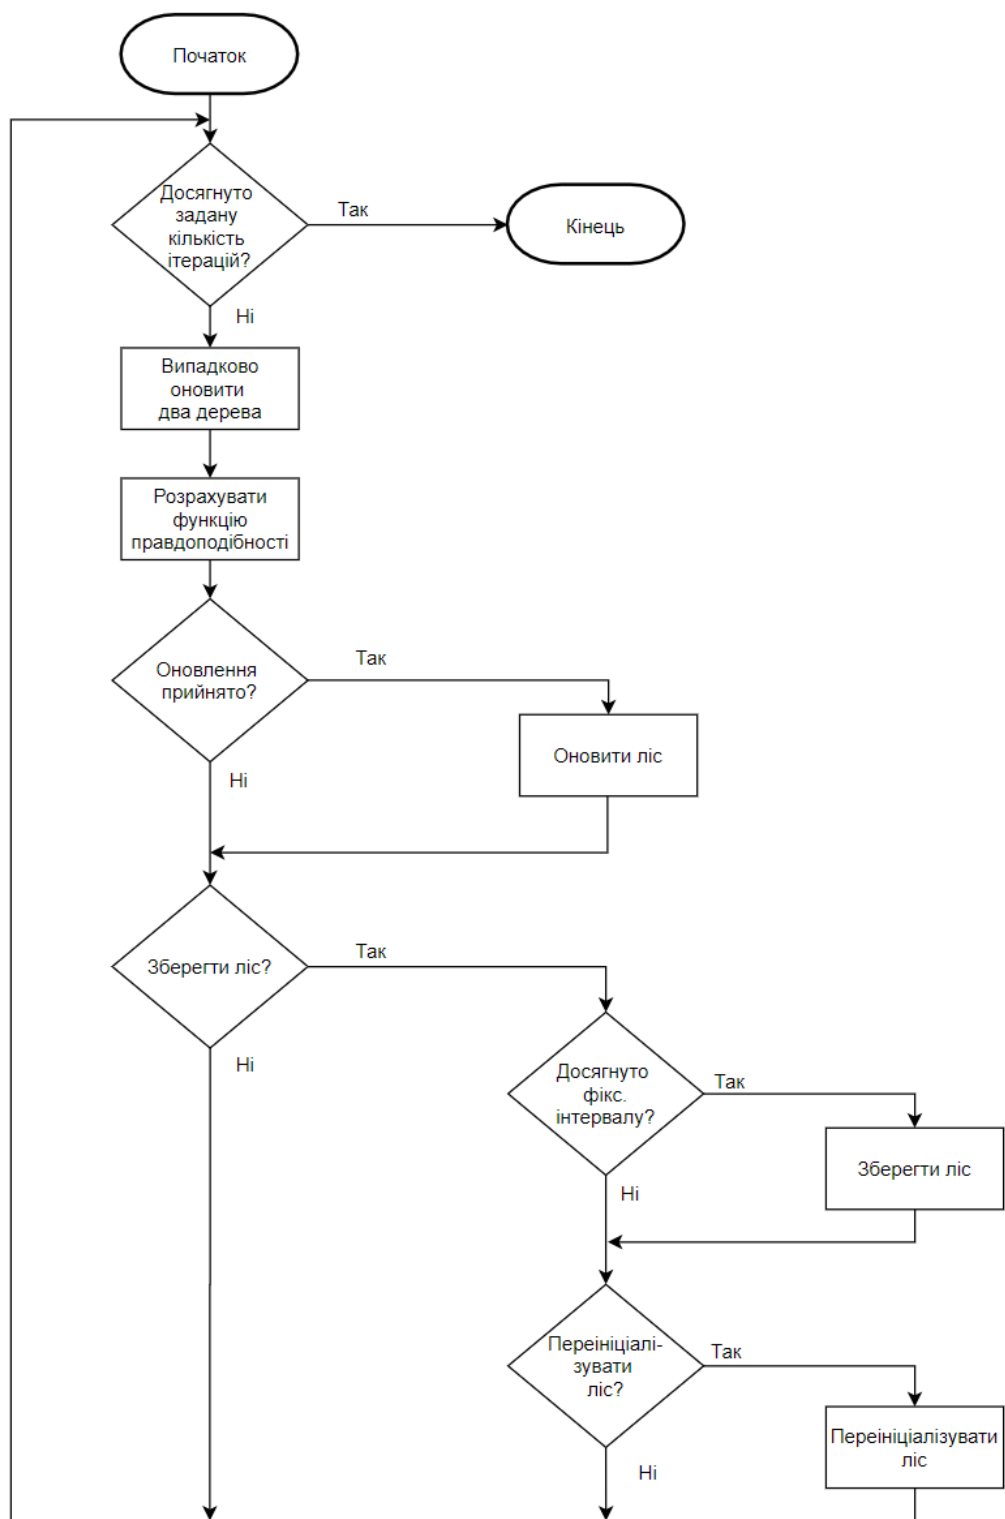 Початок
Досягнуто
задану
кількість
ітерацій?
Так
Кінець
Ні
Випадково
оновити
два дерева
Розрахувати
функцію
правдоподібності
Оновлення
прийнято?
Так
Оновити ліс
Ні
Зберегти ліс?
Так
Ні
Досягнуто
фікс.
інтервалу?
Так
Зберегти ліс
Ні
Переініціалі-
зувати
ліс?
Так
Переініціалізувати
ліс
Ні